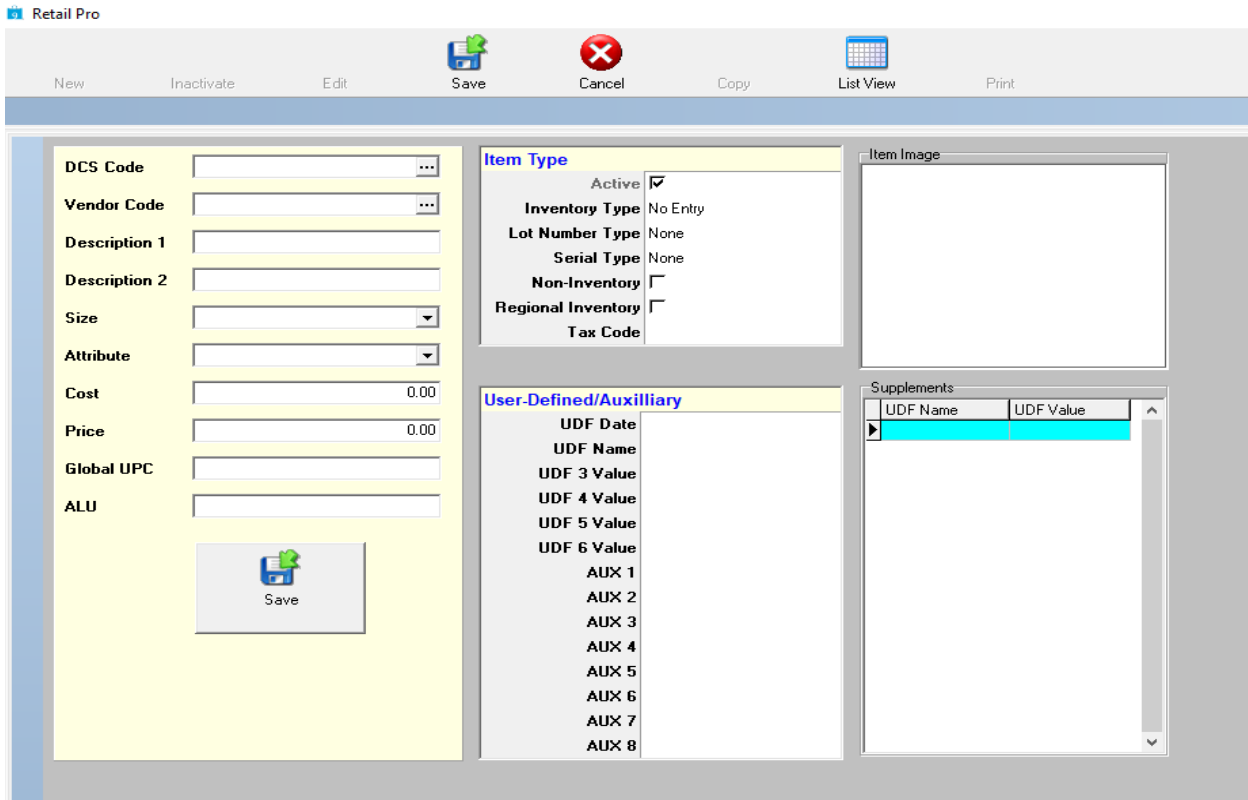 9 Retail Pro
New Inactivate Edit Save Cancel Copy List View Print
DCS Code ...
Vendor Code ...
Description 1
Description 2
Size
Attribute
Cost 0.00
Price 0.00
Global UPC
ALU
Save
Item Type
Active
Inventory Type No Entry
Lot Number Type None
Serial Type None
Non-Inventory
Regional Inventory
Tax Code
User-Defined/Auxilliary
UDF Date
UDF Name
UDF 3 Value
UDF 4 Value
UDF 5 Value
UDF 6 Value
AUX 1
AUX 2
AUX 3
AUX 4
AUX 5
AUX 6
AUX 7
AUX 8
Item Image
Supplements
UDF Name UDF Value